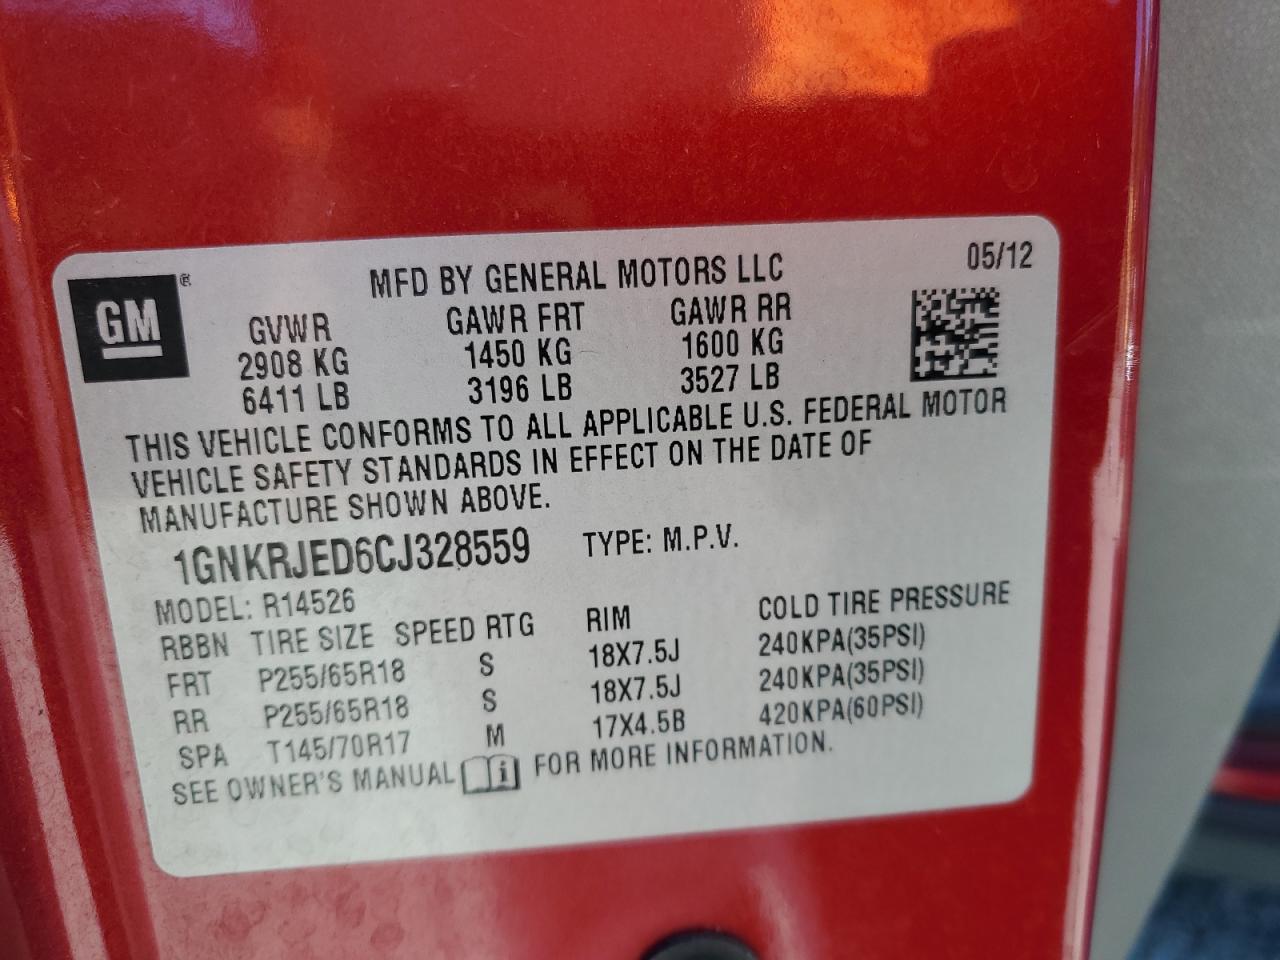 GM ®
MFD BY GENERAL MOTORS LLC 05/12
GVWR GAWR FRT GAWR RR
2908 KG 1450 KG 1600 KG
6411 LB 3196 LB 3527 LB
THIS VEHICLE CONFORMS TO ALL APPLICABLE U.S. FEDERAL MOTOR
VEHICLE SAFETY STANDARDS IN EFFECT ON THE DATE OF
MANUFACTURE SHOWN ABOVE.
1GNKRJED6CJ328559 TYPE: M.P.V.
MODEL: R14526
RBBN TIRE SIZE SPEED RTG RIM COLD TIRE PRESSURE
FRT P255/65R18 S 18X7.5J 240KPA(35PSI)
RR P255/65R18 S 18X7.5J 240KPA(35PSI)
SPA T145/70R17 M 17X4.5B 420KPA(60PSI)
SEE OWNER'S MANUAL i FOR MORE INFORMATION.